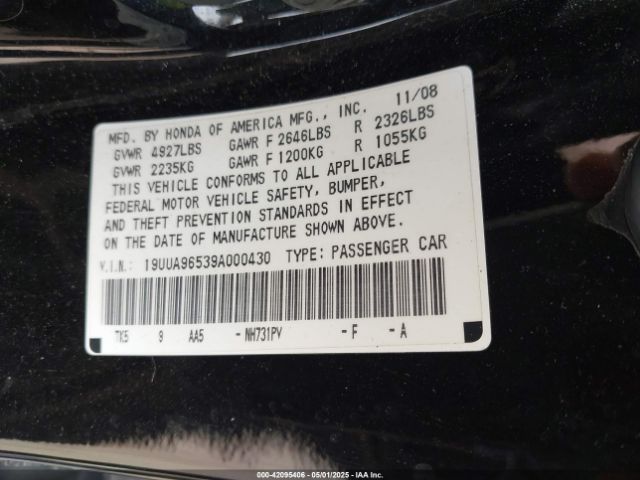 MFD. BY HONDA OF AMERICA MFG., INC. 11/08
GVWR 4927LBS GAWR F 2646LBS R 2326LBS
GVWR 2235KG GAWR F 1200KG R 1055KG
THIS VEHICLE CONFORMS TO ALL APPLICABLE
FEDERAL MOTOR VEHICLE SAFETY, BUMPER,
AND THEFT PREVENTION STANDARDS IN EFFECT
ON THE DATE OF MANUFACTURE SHOWN ABOVE.
V.I.N.: 19UUA96539A000430 TYPE: PASSENGER CAR
TK5 9 AA5 -NH731PV -F -A
000-42095406 - 05/01/2025 - IAA Inc.